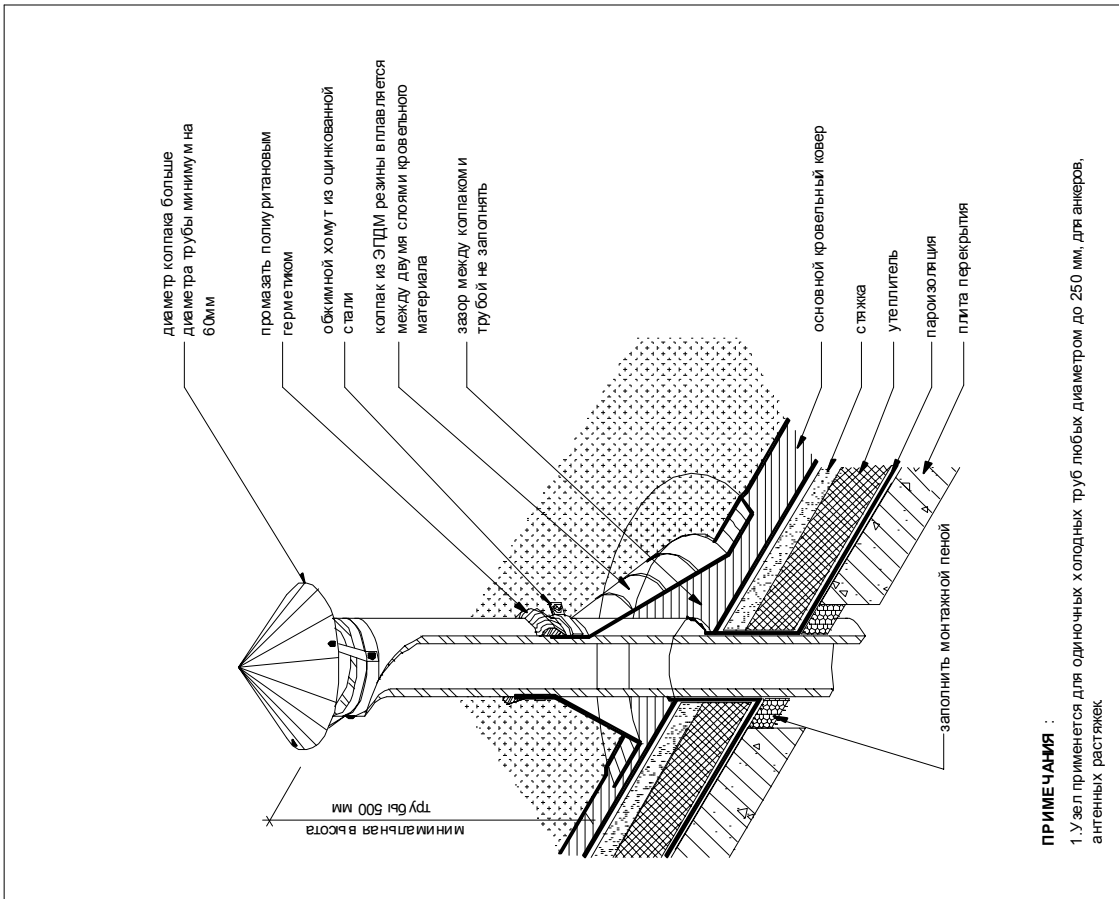 диаметр колпака больше
диаметра трубы минимум на
60мм
промазать полиуритановым
герметиком
обжимной хомут из оцинкованной
стали
колпак из ЭПДМ резины вплавляется
между двумя слоями кровельного
материала
зазор между колпаком и
трубой не заполнять
основной кровельный ковер
стяжка
утеплитель
пароизоляция
плита перекрытия
заполнить монтажной пеной
минимальная высота
трубы 500 мм
ПРИМЕЧАНИЯ :
1.Узел применется для одиночных холодных труб любых диаметром до 250 мм, для анкеров,
антенных растяжек